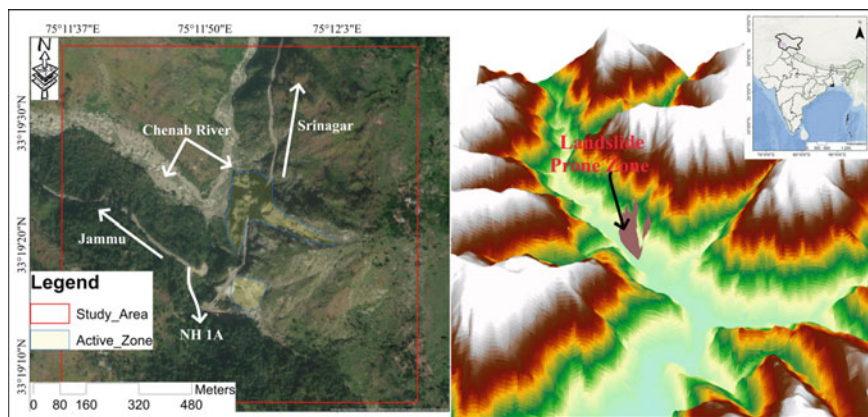 75°11'37"E
75°11'50"E
75°12'3"E
N
33°19'30"N
33°19'20"N
33°19'10"N
Chenab River
Srinagar
Jammu
NH 1A
Legend
Study_Area
Active_Zone
Meters
0 80 160 320 480
Landslide
Prone Zone